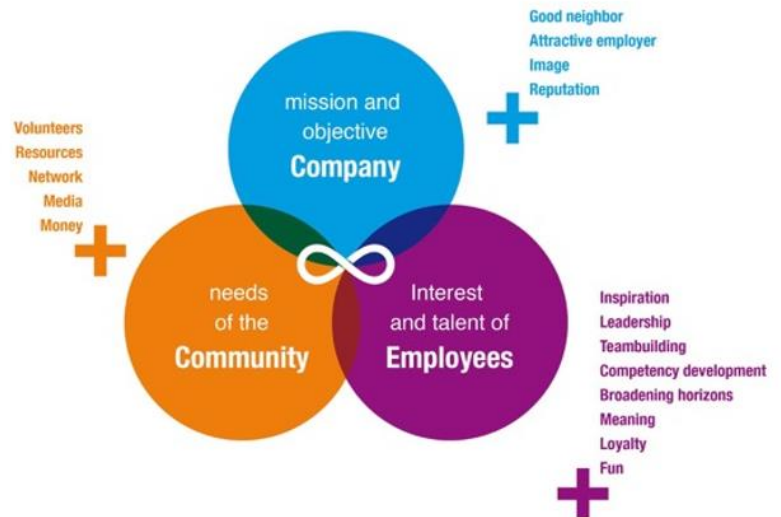 Good neighbor
Attractive employer
Image
Reputation
mission and
objective
Company
Volunteers
Resources
Network
Media
Money
needs
of the
Community
Interest
and talent of
Employees
Inspiration
Leadership
Teambuilding
Competency development
Broadening horizons
Meaning
Loyalty
Fun